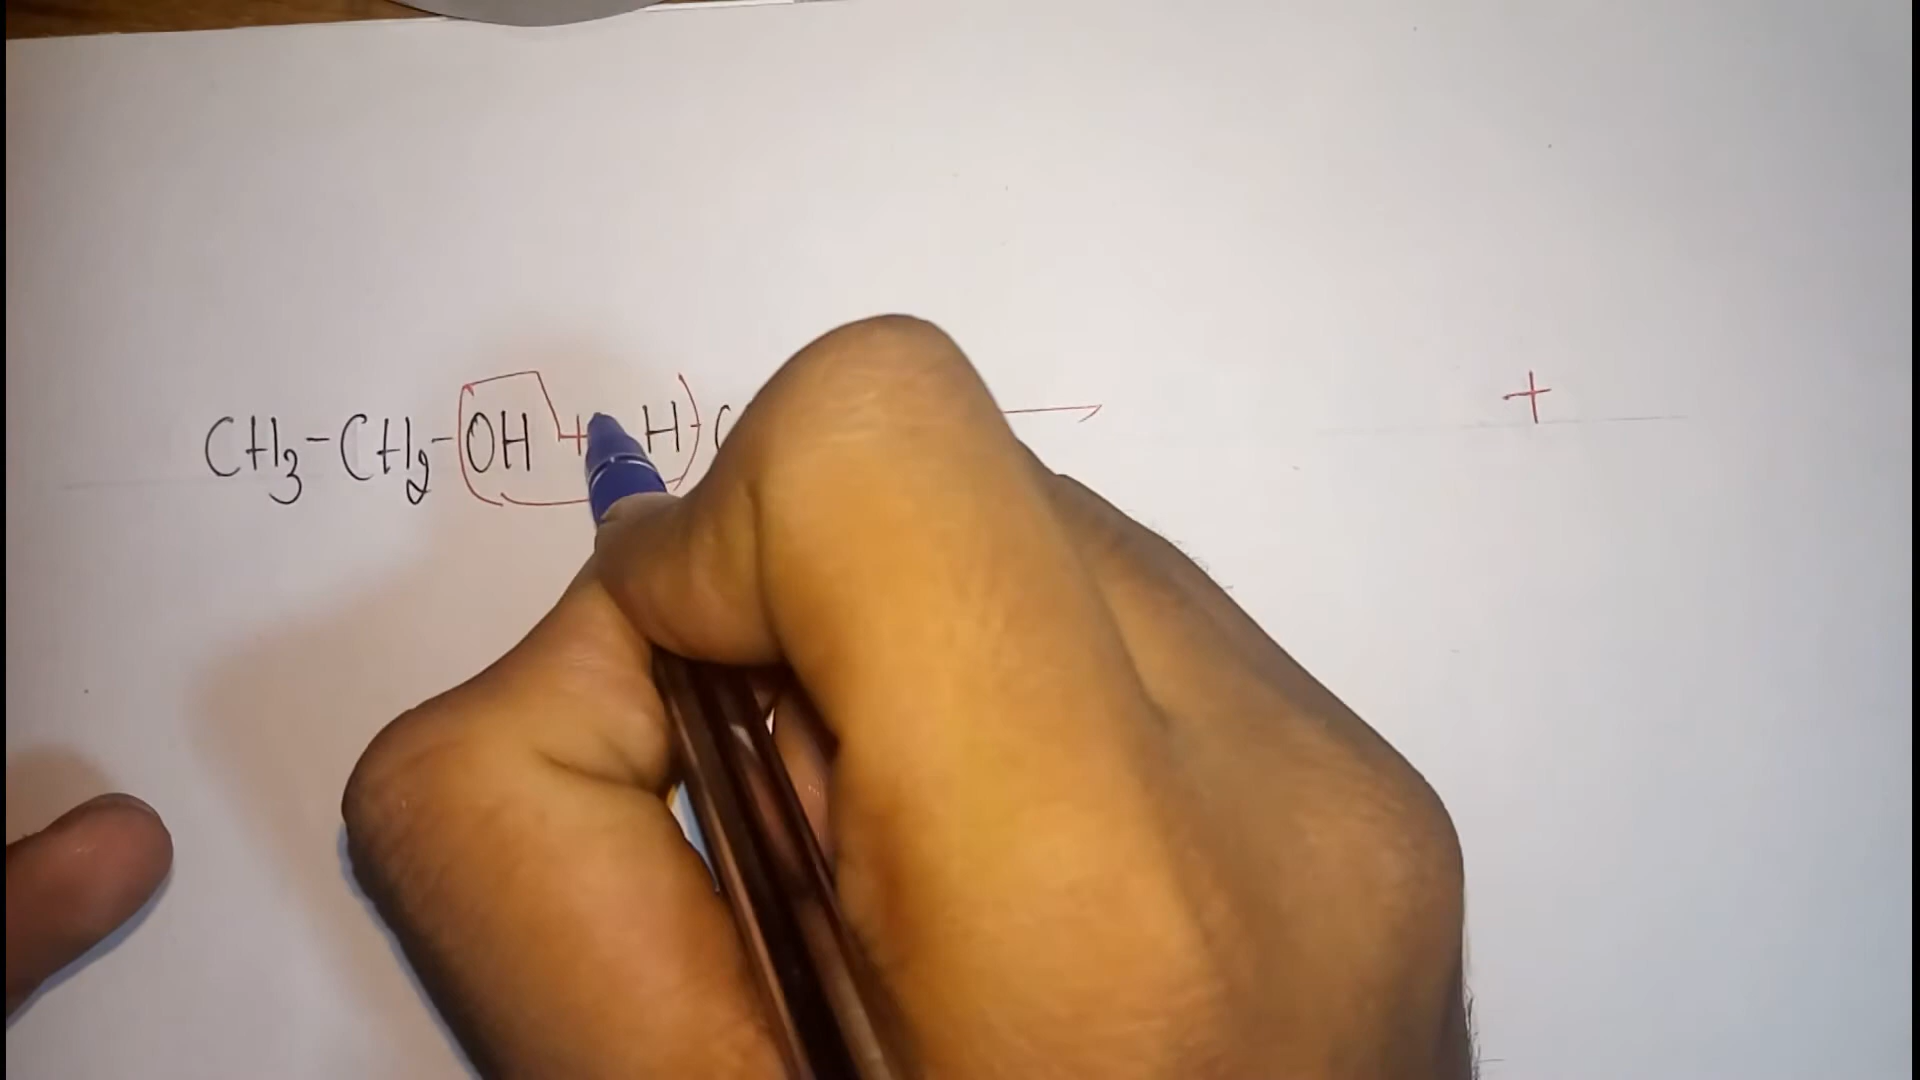 CH₃-CH₂-OH + H
+